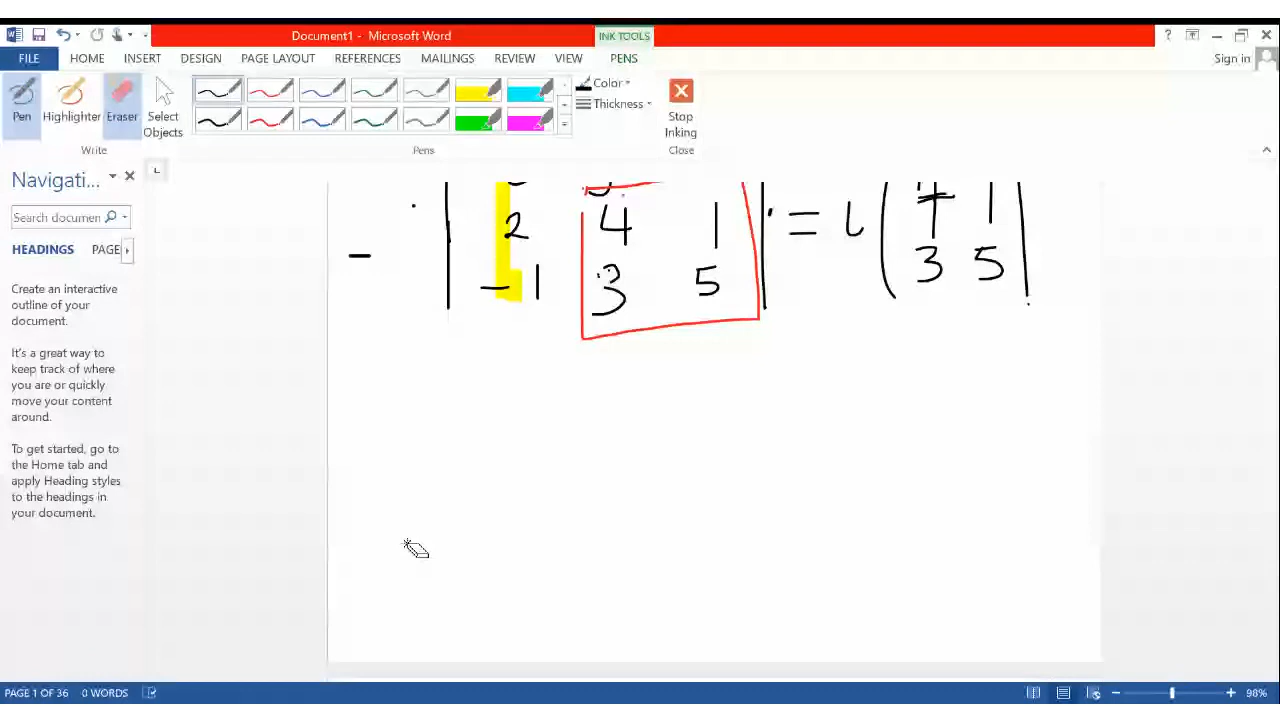 Document1 - Microsoft Word
INK TOOLS
FILE HOME INSERT DESIGN PAGE LAYOUT REFERENCES MAILINGS REVIEW VIEW PENS
Sign in
Pen Highlighter Eraser Select Objects
Color
Thickness
Stop Inking
Write Pens Close
Navigati...
Search documen
HEADINGS PAGE
Create an interactive
outline of your
document.
It's a great way to
keep track of where
you are or quickly
move your content
around.
To get started, go to
the Home tab and
apply Heading styles
to the headings in
your document.
2 4 1 = 1
- -1 3 5 3 5
PAGE 1 OF 36 0 WORDS
98%